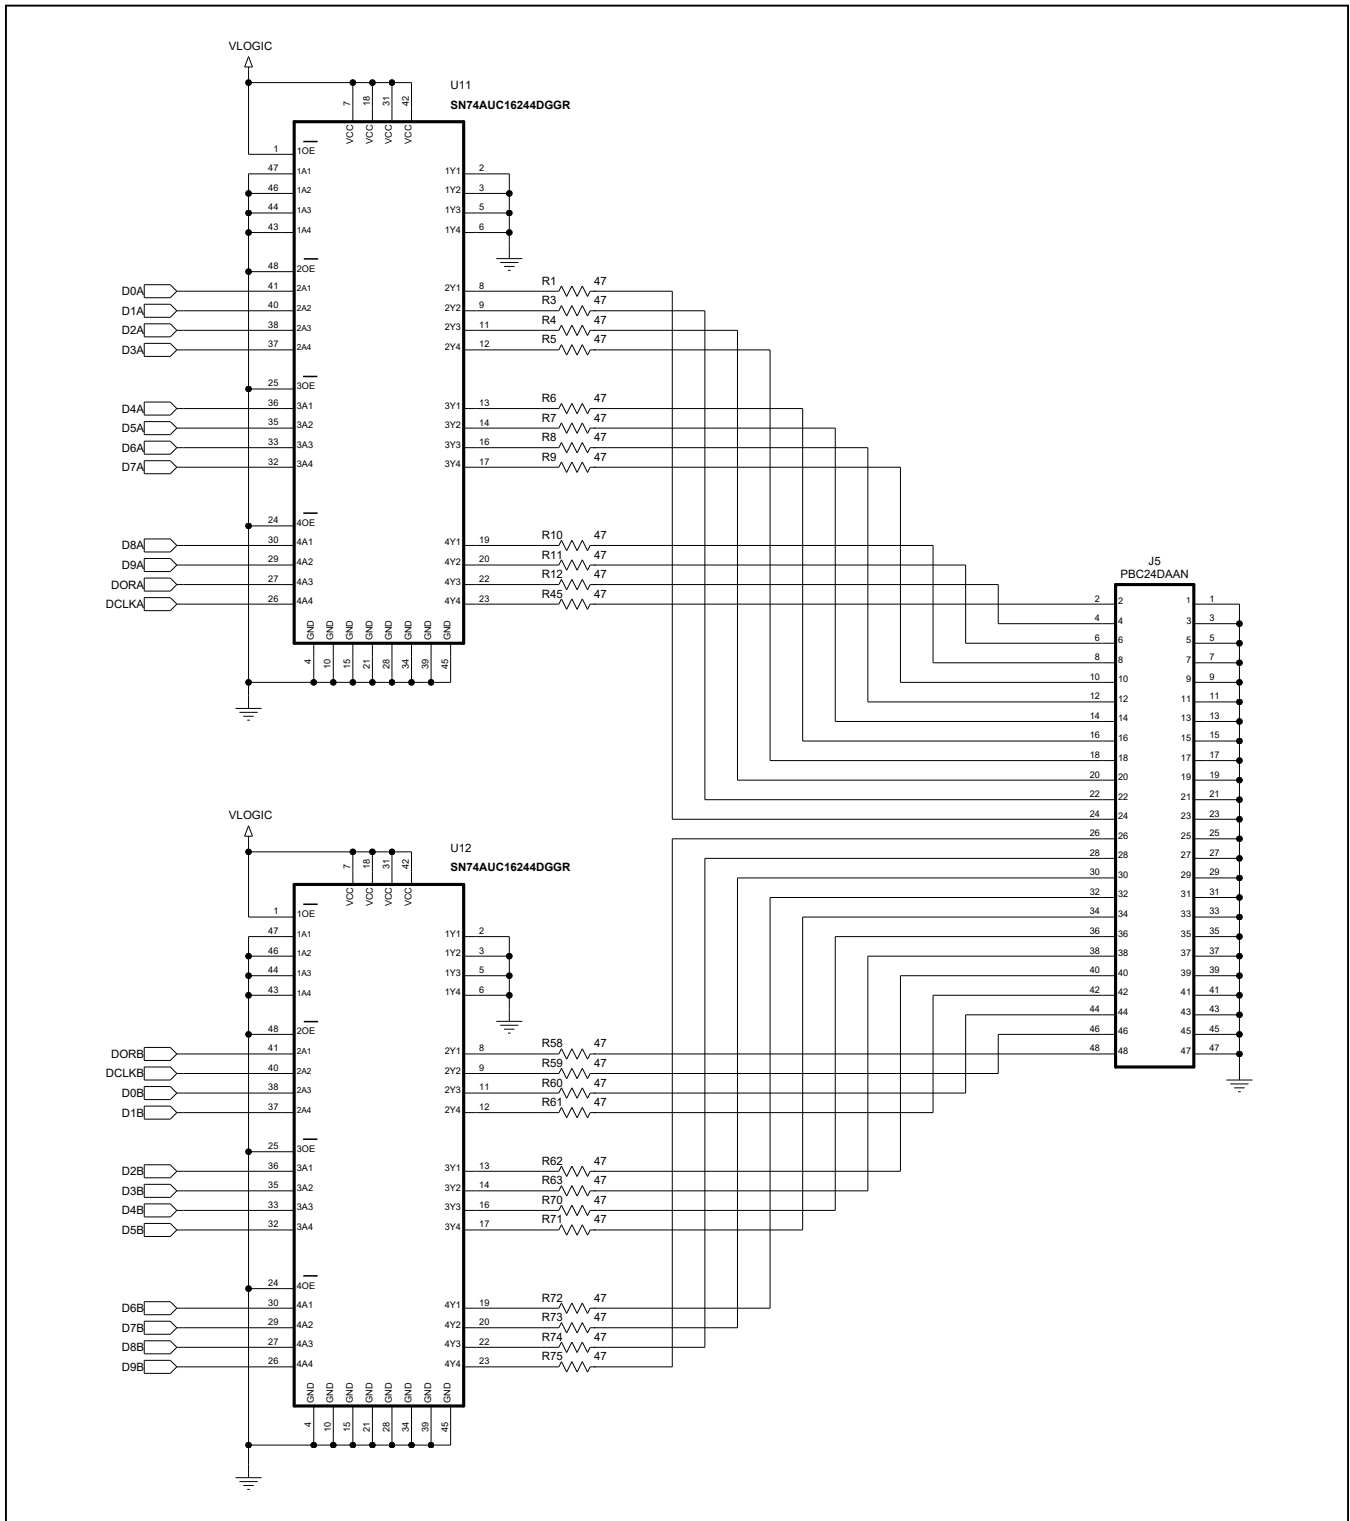 VLOGIC
U11
SN74AUC16244DGGR
7 18 31 42
VCC VCC VCC VCC
1 1OE
47 1A1 1Y1 2
46 1A2 1Y2 3
44 1A3 1Y3 5
43 1A4 1Y4 6
48 2OE
D0A 41 2A1 2Y1 8 R1 47
D1A 40 2A2 2Y2 9 R3 47
D2A 38 2A3 2Y3 11 R4 47
D3A 37 2A4 2Y4 12 R5 47
25 3OE
D4A 36 3A1 3Y1 13 R6 47
D5A 35 3A2 3Y2 14 R7 47
D6A 33 3A3 3Y3 16 R8 47
D7A 32 3A4 3Y4 17 R9 47
24 4OE
D8A 30 4A1 4Y1 19 R10 47
D9A 29 4A2 4Y2 20 R11 47
DORA 27 4A3 4Y3 22 R12 47
DCLKA 26 4A4 4Y4 23 R45 47
GND GND GND GND GND GND GND GND
4 10 15 21 28 34 39 45
J5
PBC24DAAN
2 2 1 1
4 4 3 3
6 6 5 5
8 8 7 7
10 10 9 9
12 12 11 11
14 14 13 13
16 16 15 15
18 18 17 17
20 20 19 19
22 22 21 21
24 24 23 23
26 26 25 25
28 28 27 27
30 30 29 29
32 32 31 31
34 34 33 33
36 36 35 35
38 38 37 37
40 40 39 39
42 42 41 41
44 44 43 43
46 46 45 45
48 48 47 47
VLOGIC
U12
SN74AUC16244DGGR
7 18 31 42
VCC VCC VCC VCC
1 1OE
47 1A1 1Y1 2
46 1A2 1Y2 3
44 1A3 1Y3 5
43 1A4 1Y4 6
48 2OE
DORB 41 2A1 2Y1 8 R58 47
DCLKB 40 2A2 2Y2 9 R59 47
D0B 38 2A3 2Y3 11 R60 47
D1B 37 2A4 2Y4 12 R61 47
25 3OE
D2B 36 3A1 3Y1 13 R62 47
D3B 35 3A2 3Y2 14 R63 47
D4B 33 3A3 3Y3 16 R70 47
D5B 32 3A4 3Y4 17 R71 47
24 4OE
D6B 30 4A1 4Y1 19 R72 47
D7B 29 4A2 4Y2 20 R73 47
D8B 27 4A3 4Y3 22 R74 47
D9B 26 4A4 4Y4 23 R75 47
GND GND GND GND GND GND GND GND
4 10 15 21 28 34 39 45